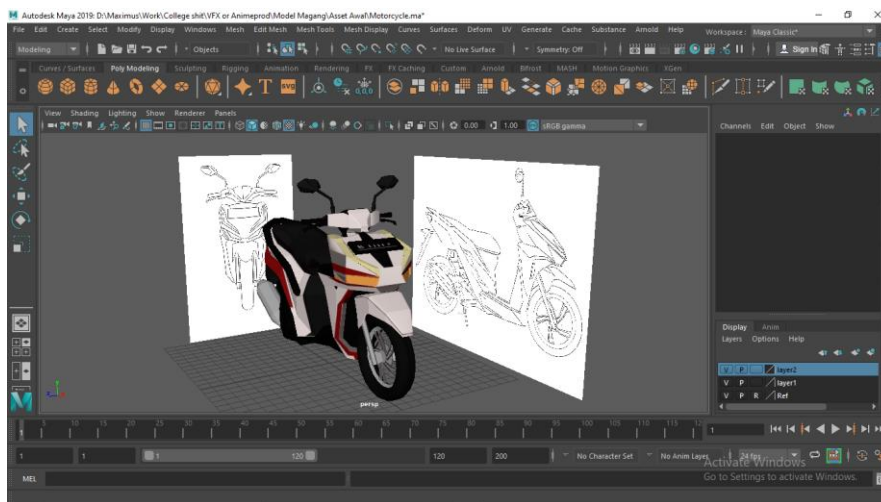 Autodesk Maya 2019: D:\Maximus\Work\College shit\VFX or Animeprod\Model Magang\Asset Awal\Motorcycle.ma*
File Edit Create Select Modify Display Windows Mesh Edit Mesh Mesh Tools Mesh Display Curves Surfaces Deform UV Generate Cache Substance Arnold Help Workspace: Maya Classic*
Modeling Objects No Live Surface Symmetry: Off Sign In
Curves / Surfaces Poly Modeling Sculpting Rigging Animation Rendering FX FX Caching Custom Arnold Bifrost MASH Motion Graphics XGen
SVG
View Shading Lighting Show Renderer Panels
0.00 1.00 sRGB gamma
Channels Edit Object Show
persp
Display Anim
Layers Options Help
V P layer2
V P layer1
V P R Ref
5 10 15 20 25 30 35 40 45 50 55 60 65 70 75 80 85 90 95 100 105 110 115 12 1
1 1 1 120 120 200 No Character Set No Anim Layer 24 fps
Activate Windows
Go to Settings to activate Windows.
MEL